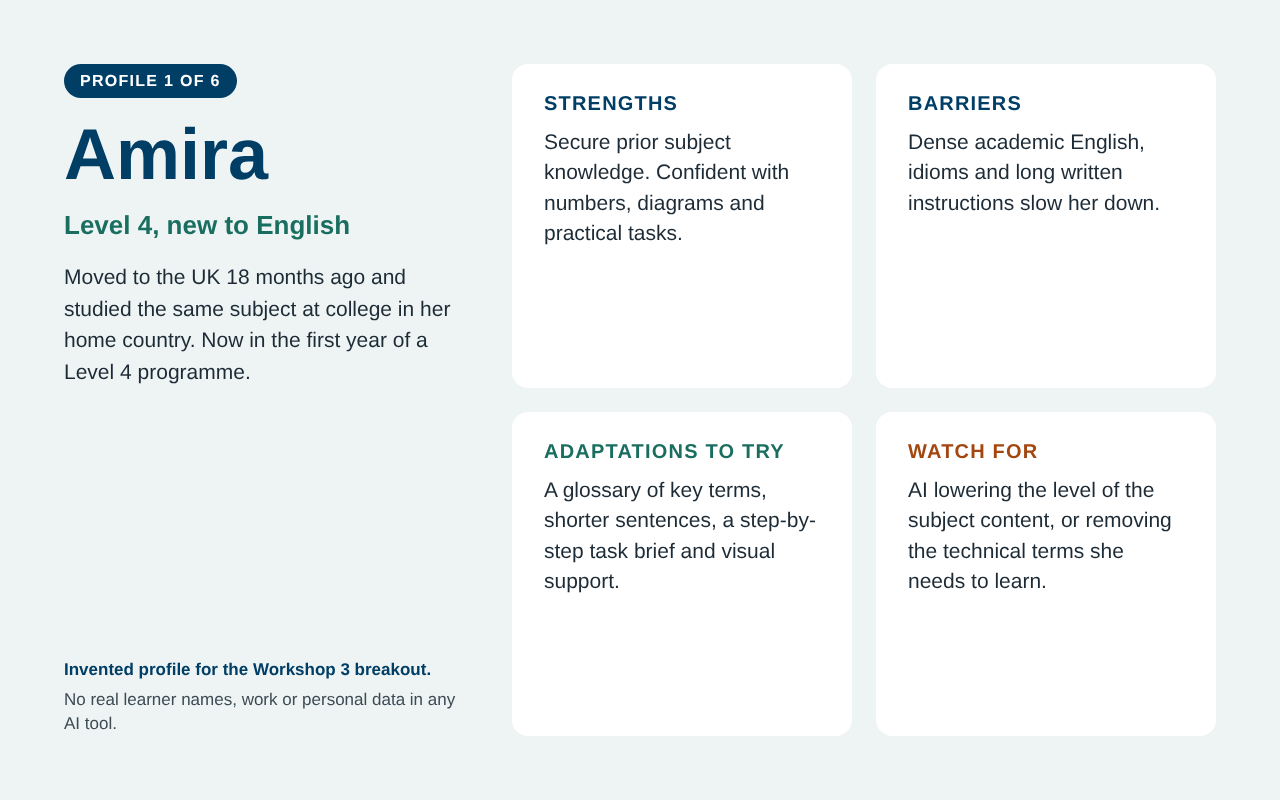 PROFILE 1 OF 6
Amira
Level 4, new to English
Moved to the UK 18 months ago and
studied the same subject at college in her
home country. Now in the first year of a
Level 4 programme.
Invented profile for the Workshop 3 breakout.
No real learner names, work or personal data in any
AI tool.
STRENGTHS
Secure prior subject
knowledge. Confident with
numbers, diagrams and
practical tasks.
BARRIERS
Dense academic English,
idioms and long written
instructions slow her down.
ADAPTATIONS TO TRY
A glossary of key terms,
shorter sentences, a step-by-
step task brief and visual
support.
WATCH FOR
AI lowering the level of the
subject content, or removing
the technical terms she
needs to learn.